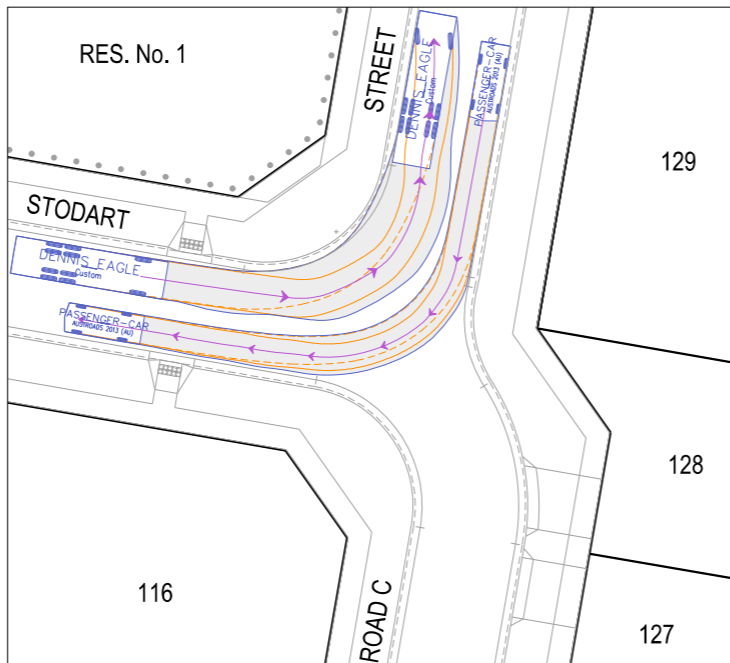 RES. No. 1
STREET
DENNIS_EAGLE
Custom
PASSENGER-CAR
AUSTROADS 2013 (AU)
129
STODART
DENNIS_EAGLE
Custom
PASSENGER-CAR
AUSTROADS 2013 (AU)
128
116
ROAD C
127